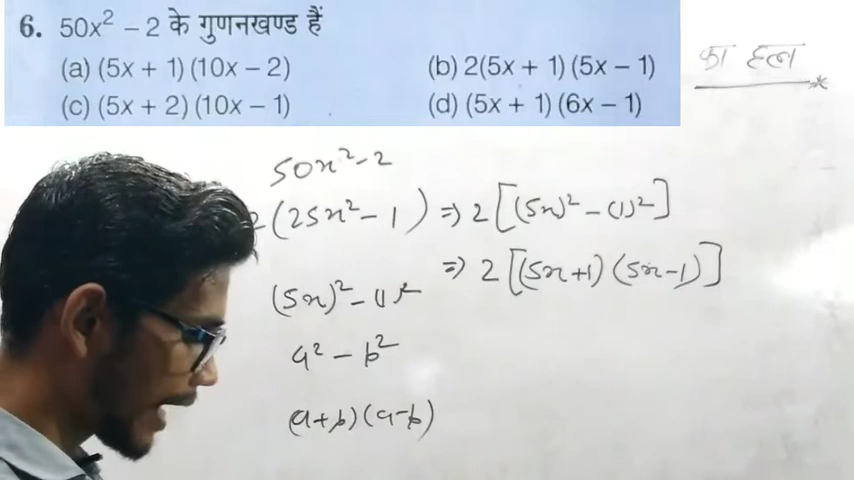 6. 50x² – 2 के गुणनखण्ड हैं
(a) (5x + 1) (10x – 2)
(b) 2(5x + 1) (5x – 1)
(c) (5x + 2) (10x – 1)
(d) (5x + 1) (6x – 1)
का हल
50x² – 2
2(25x² – 1) ⇒ 2[(5x)² – (1)²]
⇒ 2[(5x+1)(5x–1)]
(5x)² – (1)²
a² – b²
(a+b)(a–b)